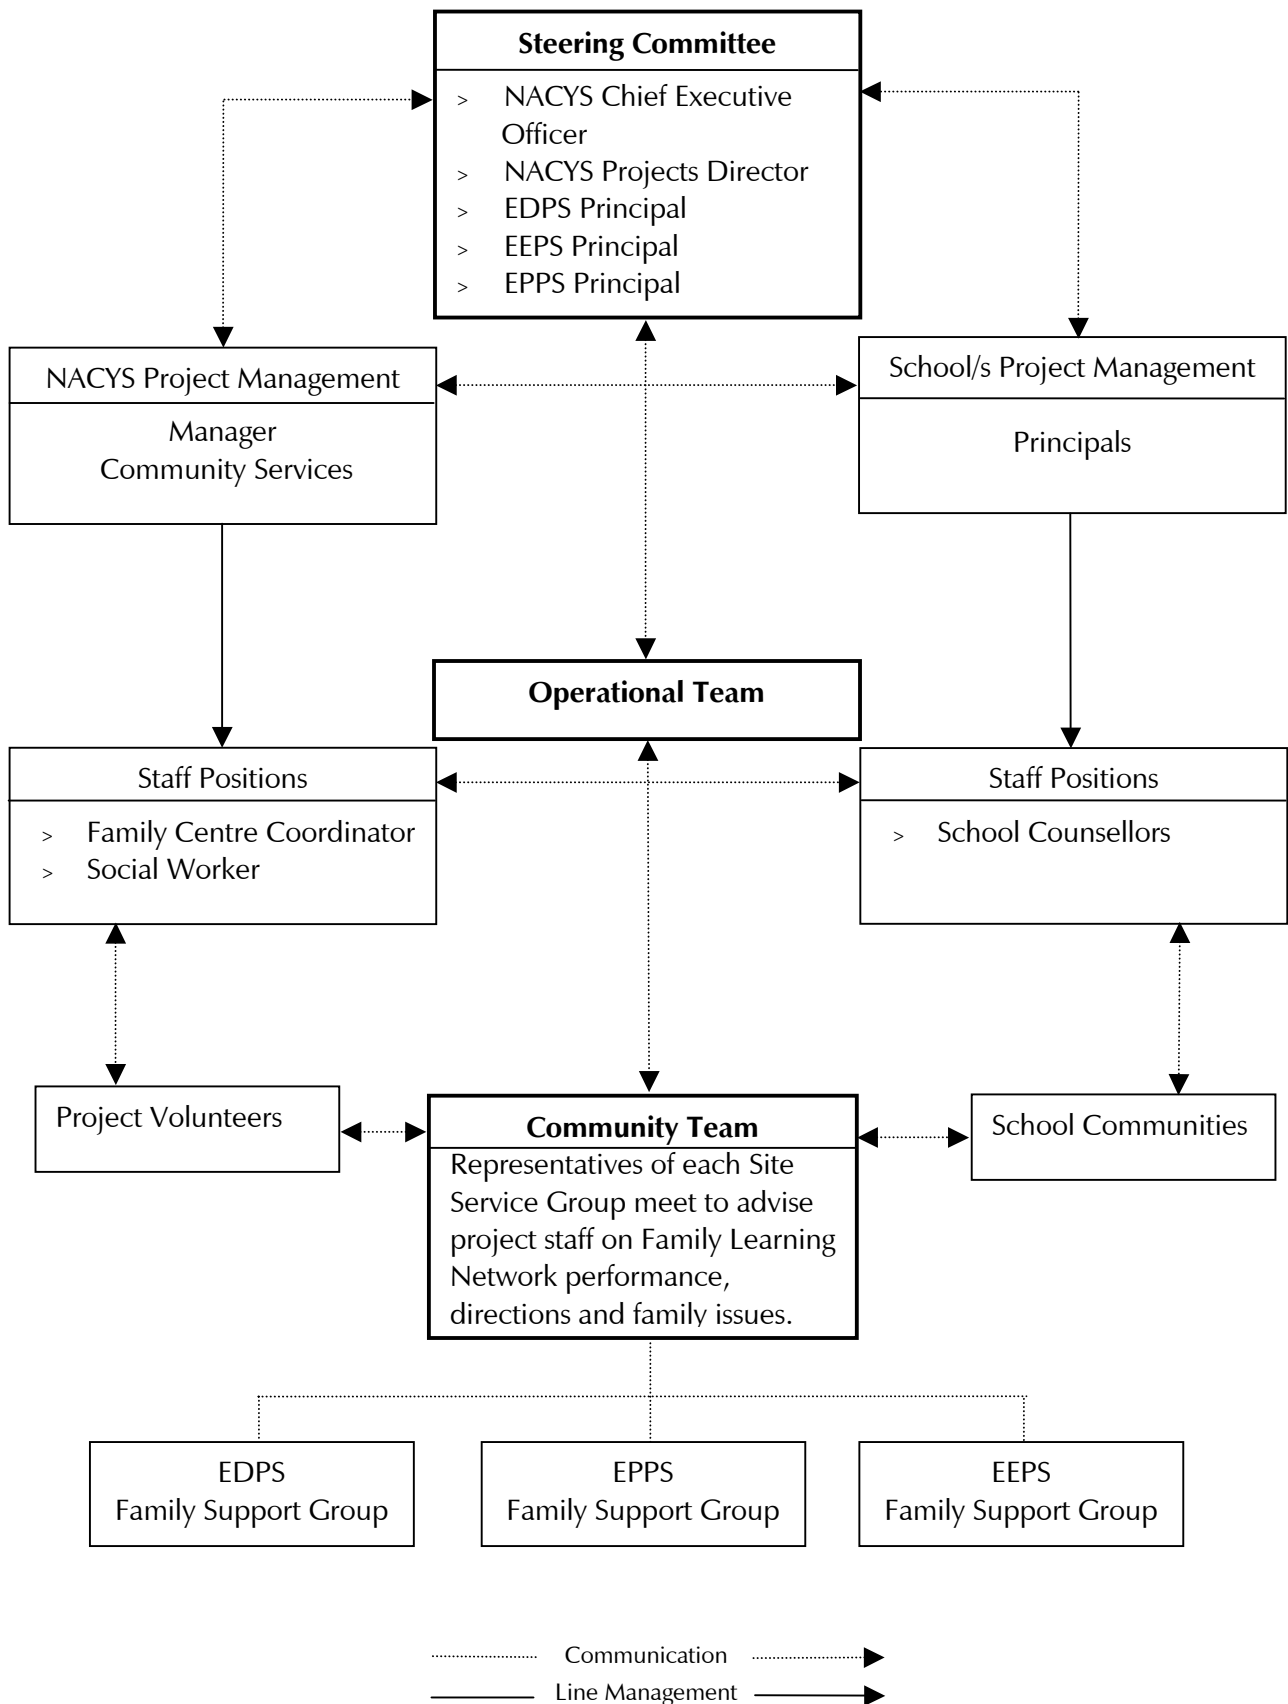 Steering Committee
> NACYS Chief Executive
Officer
> NACYS Projects Director
> EDPS Principal
> EEPS Principal
> EPPS Principal
NACYS Project Management
Manager
Community Services
School/s Project Management
Principals
Operational Team
Staff Positions
> Family Centre Coordinator
> Social Worker
Staff Positions
> School Counsellors
Project Volunteers
Community Team
Representatives of each Site
Service Group meet to advise
project staff on Family Learning
Network performance,
directions and family issues.
School Communities
EDPS
Family Support Group
EPPS
Family Support Group
EEPS
Family Support Group
Communication
Line Management